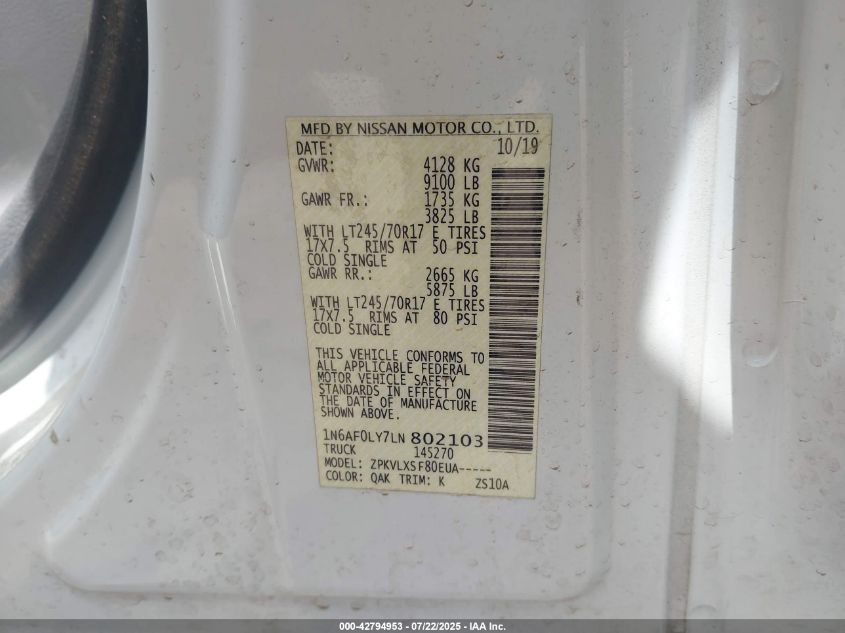 MFD BY NISSAN MOTOR CO., LTD.
DATE: 10/19
GVWR: 4128 KG
9100 LB
GAWR FR.: 1735 KG
3825 LB
WITH LT245/70R17 E TIRES
17X7.5 RIMS AT 50 PSI
COLD SINGLE
GAWR RR.: 2665 KG
5875 LB
WITH LT245/70R17 E TIRES
17X7.5 RIMS AT 80 PSI
COLD SINGLE
THIS VEHICLE CONFORMS TO
ALL APPLICABLE FEDERAL
MOTOR VEHICLE SAFETY
STANDARDS IN EFFECT ON
THE DATE OF MANUFACTURE
SHOWN ABOVE.
1N6AF0LY7LN 802103
TRUCK 145270
MODEL: ZPKVLXSF80EUA-----
COLOR: QAK TRIM: K ZS10A
000-42794953 - 07/22/2025 - IAA Inc.